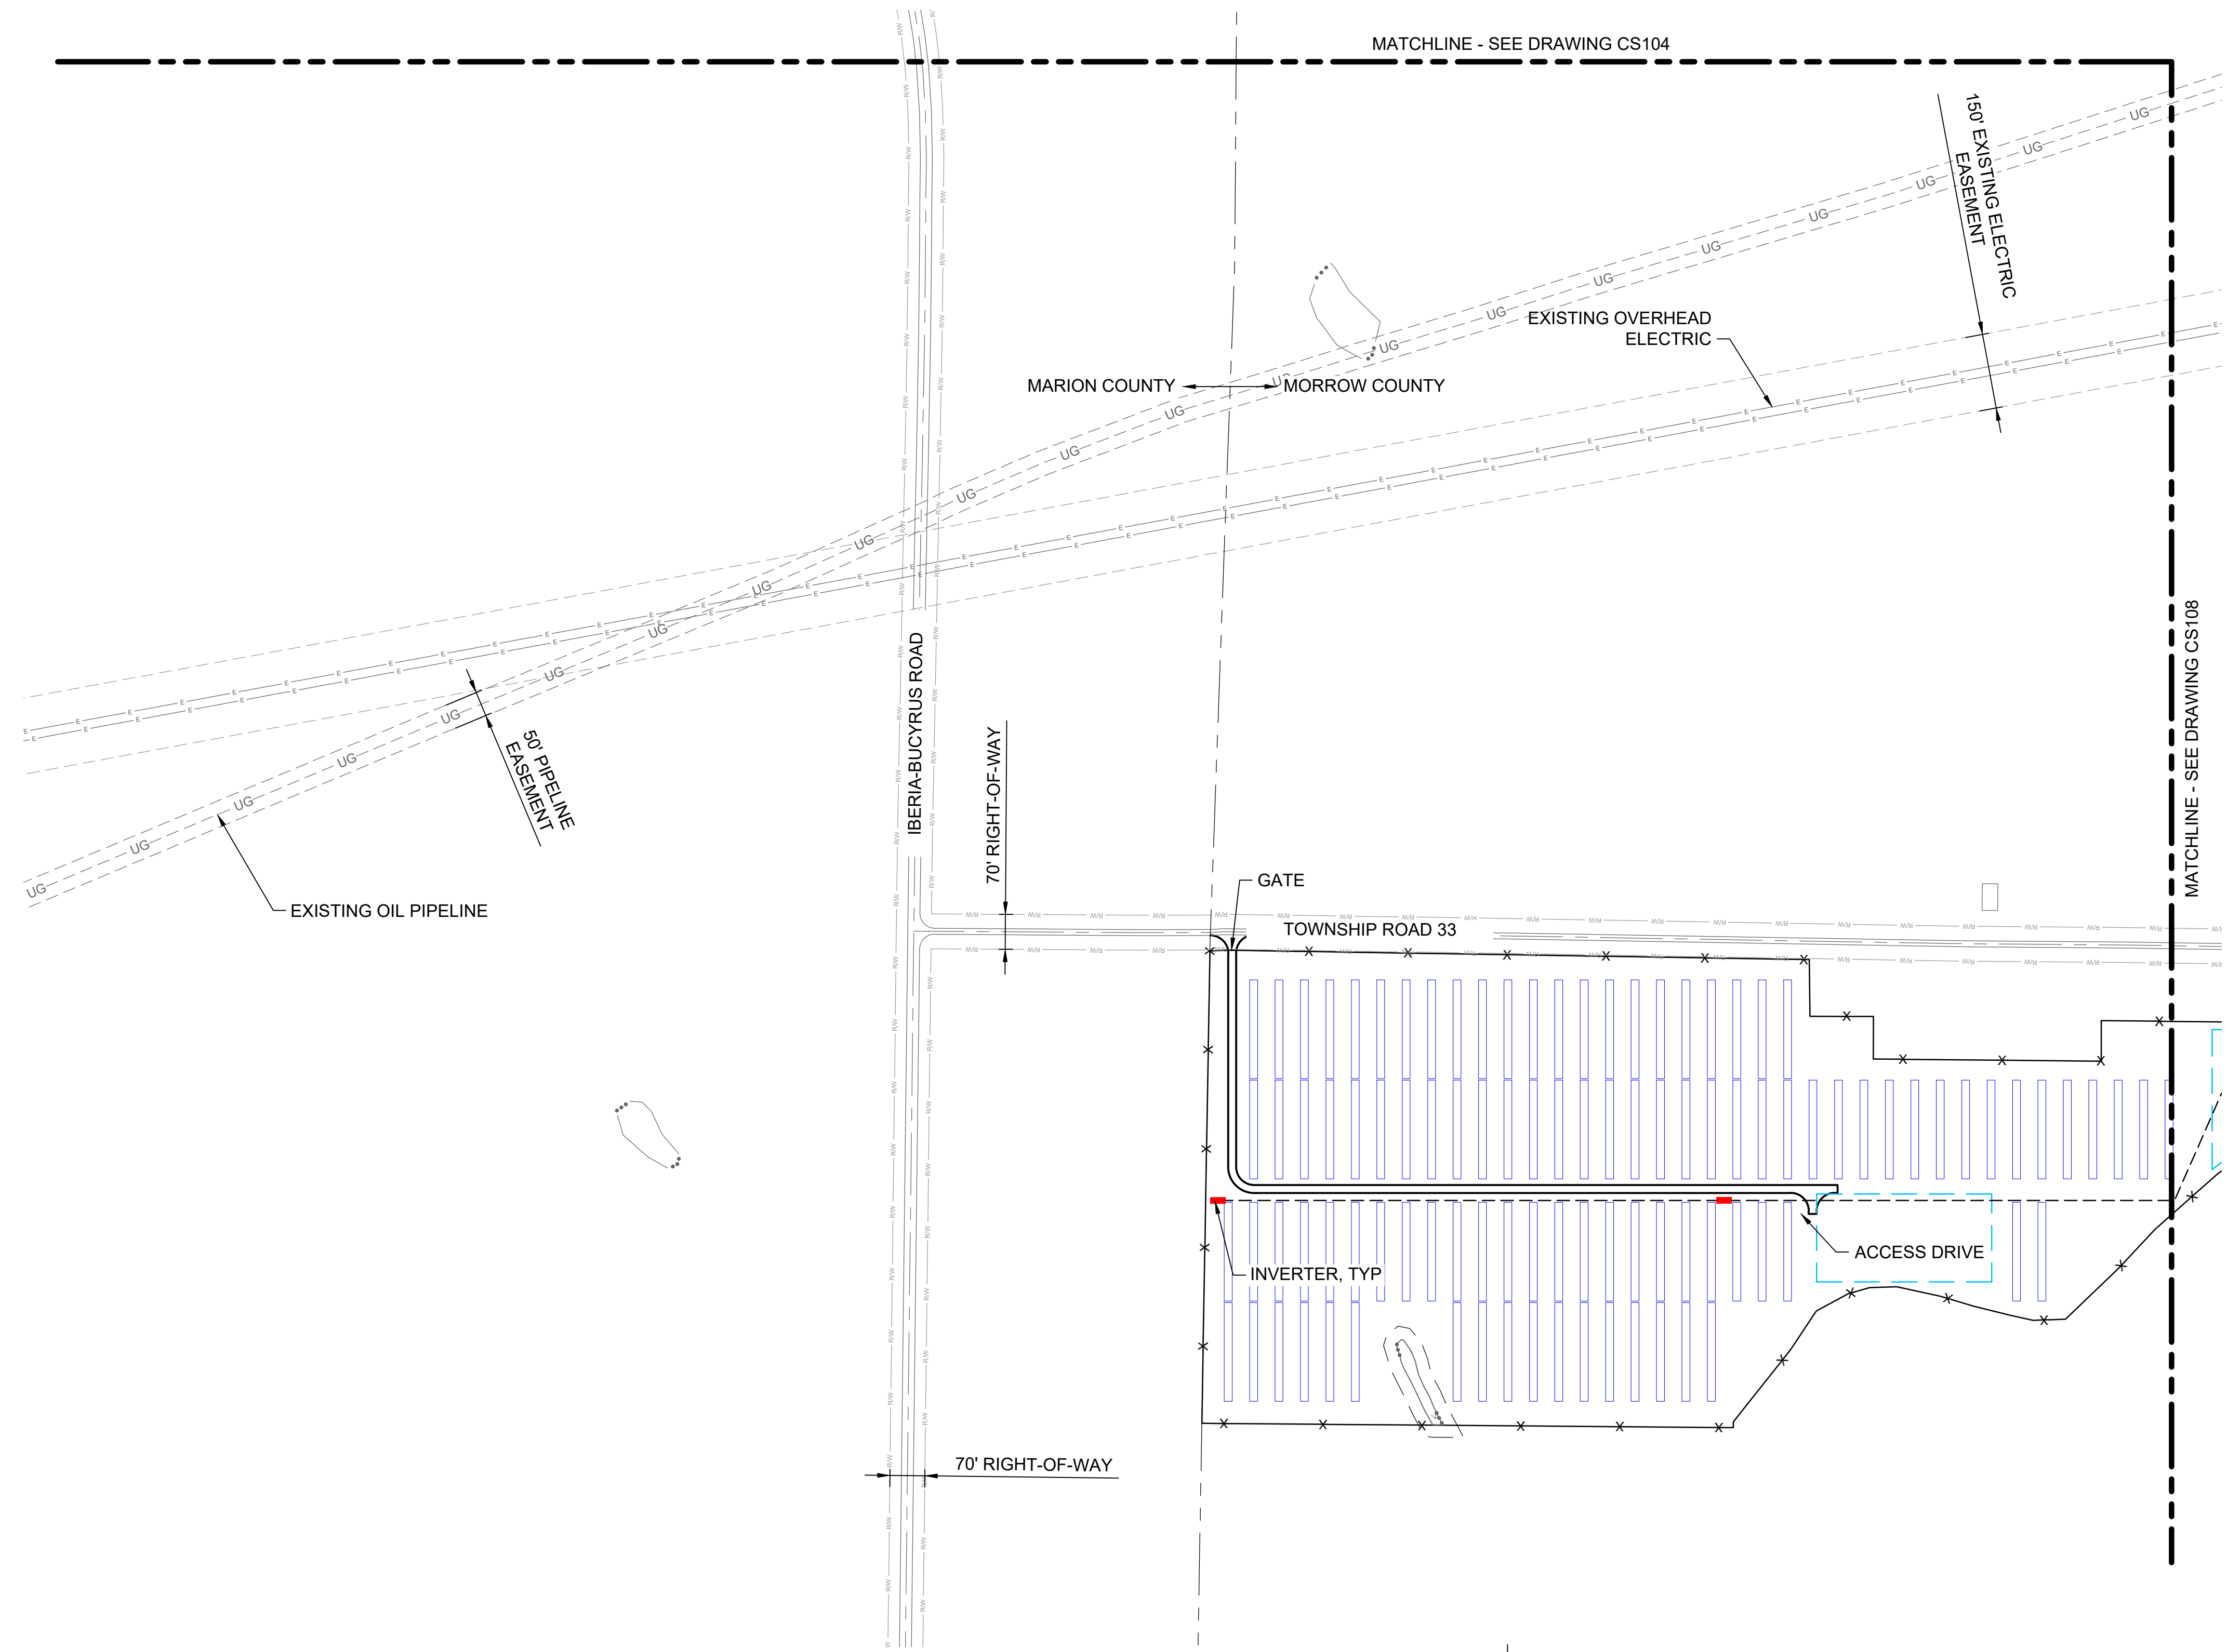 MATCHLINE - SEE DRAWING CS104
150' EXISTING ELECTRIC
EASEMENT
EXISTING OVERHEAD
ELECTRIC
MARION COUNTY
MORROW COUNTY
IBERIA-BUCYRUS ROAD
MATCHLINE - SEE DRAWING CS108
50' PIPELINE
EASEMENT
70' RIGHT-OF-WAY
EXISTING OIL PIPELINE
GATE
TOWNSHIP ROAD 33
ACCESS DRIVE
INVERTER, TYP
70' RIGHT-OF-WAY
UG
E
R/W
X